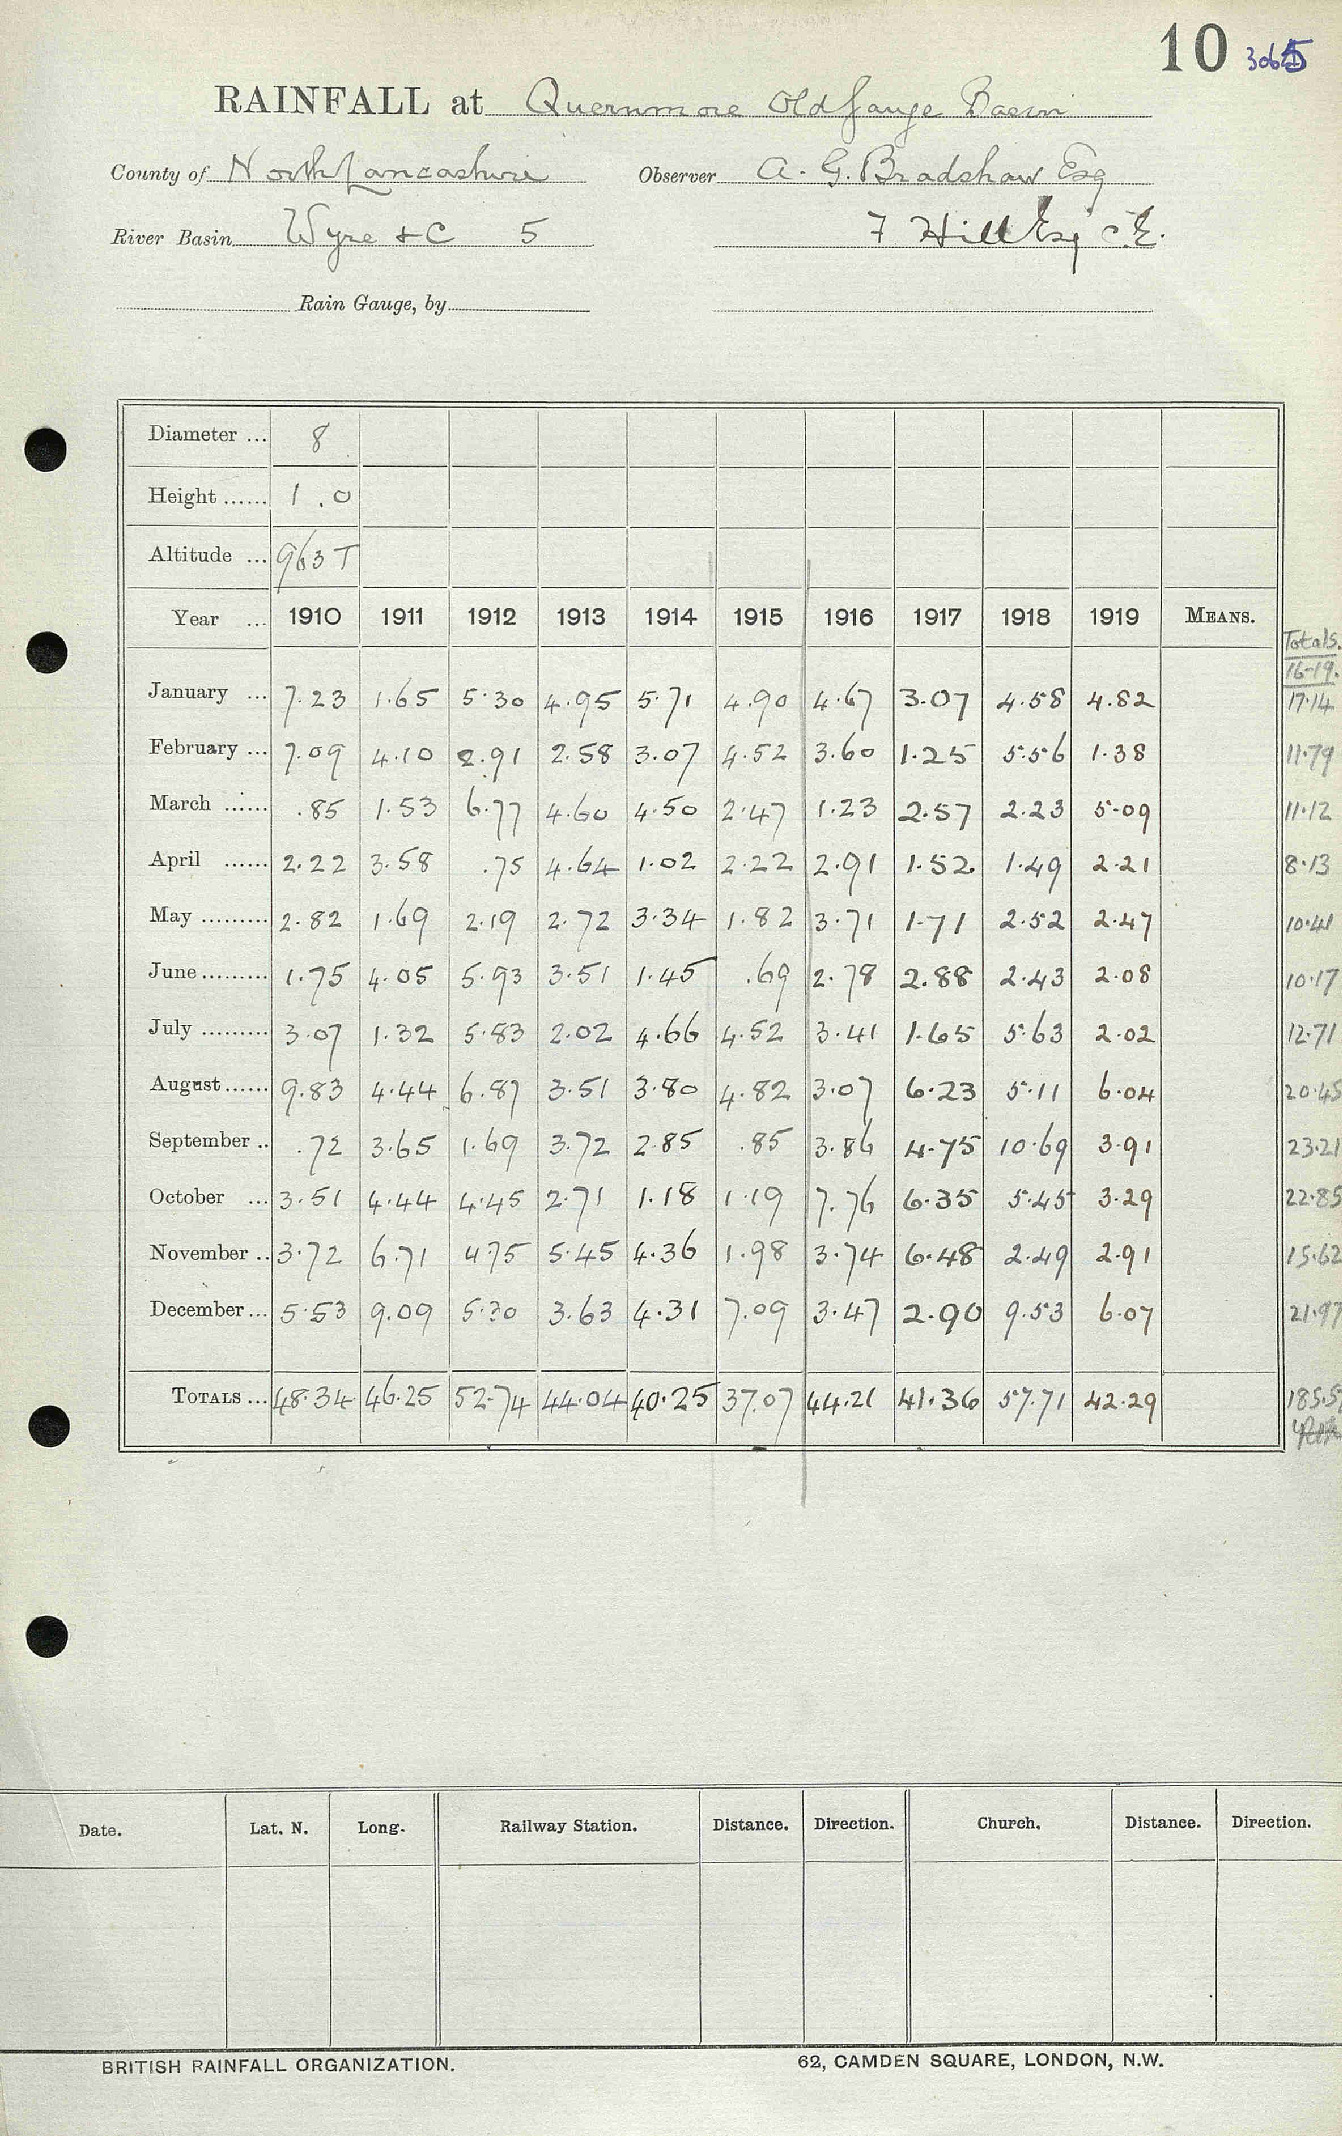 10 3065
RAINFALL at Quernmore Old Gauge Basin
County of North Lancashire Observer A. G. Bradshaw Esq
River Basin Wyre &C 5 F Hill Esq C.E.
Rain Gauge, by
Diameter ... 8
Height ...... 1.0
Altitude ... 963 T
Year ... 1910 1911 1912 1913 1914 1915 1916 1917 1918 1919 MEANS. Totals. 16-19.
January ... 7.23 1.65 5.30 4.95 5.71 4.90 4.67 3.07 4.58 4.82 17.14
February ... 7.09 4.10 2.91 2.58 3.07 4.52 3.60 1.25 5.56 1.38 11.79
March ...... .85 1.53 6.77 4.60 4.50 2.47 1.23 2.57 2.23 5.09 11.12
April ...... 2.22 3.58 .75 4.64 1.02 2.22 2.91 1.52 1.49 2.21 8.13
May ......... 2.82 1.69 2.19 2.72 3.34 1.82 3.71 1.71 2.52 2.47 10.41
June ......... 1.75 4.05 5.93 3.51 1.45 .69 2.78 2.88 2.43 2.08 10.17
July ......... 3.07 1.32 5.83 2.02 4.66 4.52 3.41 1.65 5.63 2.02 12.71
August ...... 9.83 4.44 6.87 3.51 3.80 4.82 3.07 6.23 5.11 6.04 20.45
September .. .72 3.65 1.69 3.72 2.85 .85 3.86 4.75 10.69 3.91 23.21
October ... 3.51 4.44 4.45 2.71 1.18 1.19 7.76 6.35 5.45 3.29 22.85
November .. 3.72 6.71 4.75 5.45 4.36 1.98 3.74 6.48 2.49 2.91 15.62
December ... 5.53 9.09 5.30 3.63 4.31 7.09 3.47 2.90 9.53 6.07 21.97
TOTALS ... 48.34 46.25 52.74 44.04 40.25 37.07 44.21 41.36 57.71 42.29 185.5
Date. Lat. N. Long. Railway Station. Distance. Direction. Church. Distance. Direction.
BRITISH RAINFALL ORGANIZATION. 62, CAMDEN SQUARE, LONDON, N.W.